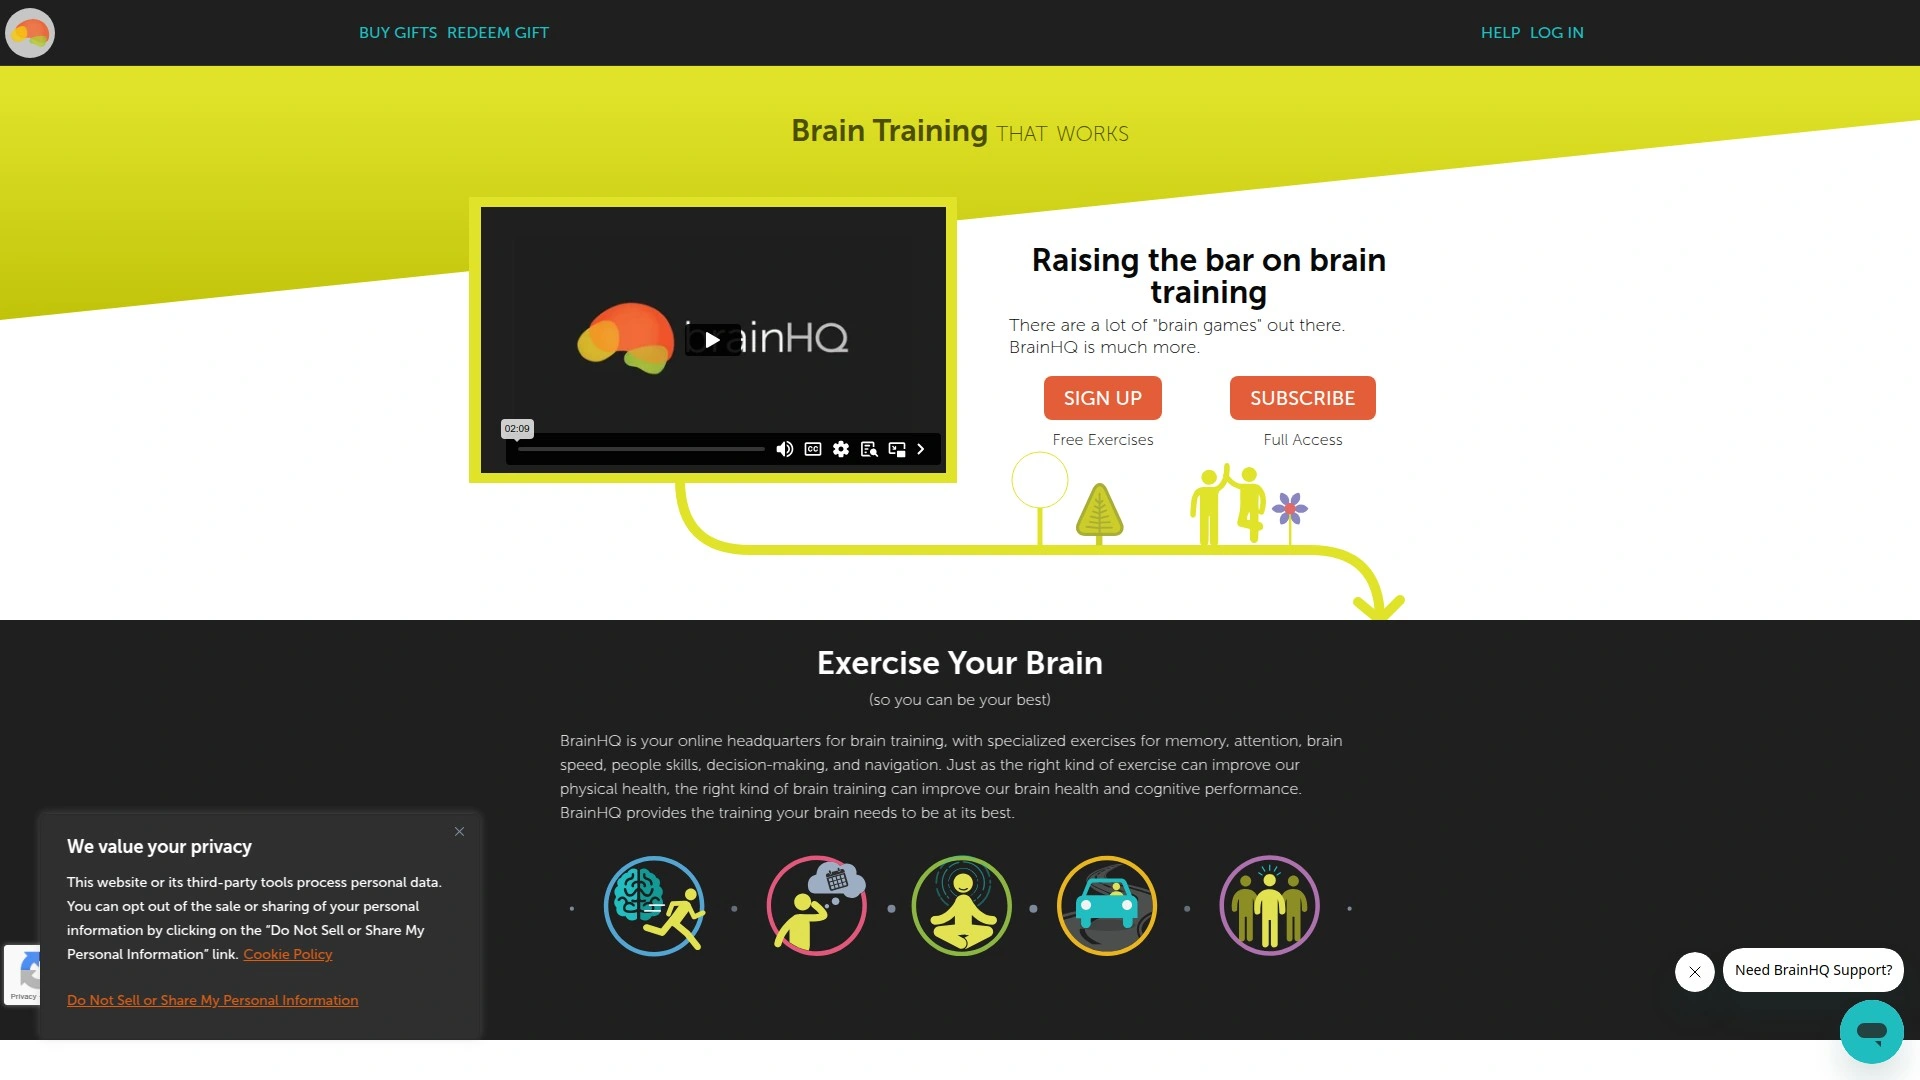 BUY GIFTS REDEEM GIFT
HELP LOG IN
Brain Training THAT WORKS
brainHQ
02:09
CC
Raising the bar on brain
training
There are a lot of "brain games" out there.
BrainHQ is much more.
SIGN UP
SUBSCRIBE
Free Exercises
Full Access
Exercise Your Brain
(so you can be your best)
BrainHQ is your online headquarters for brain training, with specialized exercises for memory, attention, brain
speed, people skills, decision-making, and navigation. Just as the right kind of exercise can improve our
physical health, the right kind of brain training can improve our brain health and cognitive performance.
BrainHQ provides the training your brain needs to be at its best.
We value your privacy
This website or its third-party tools process personal data.
You can opt out of the sale or sharing of your personal
information by clicking on the “Do Not Sell or Share My
Personal Information” link. Cookie Policy
Do Not Sell or Share My Personal Information
Privacy
Need BrainHQ Support?